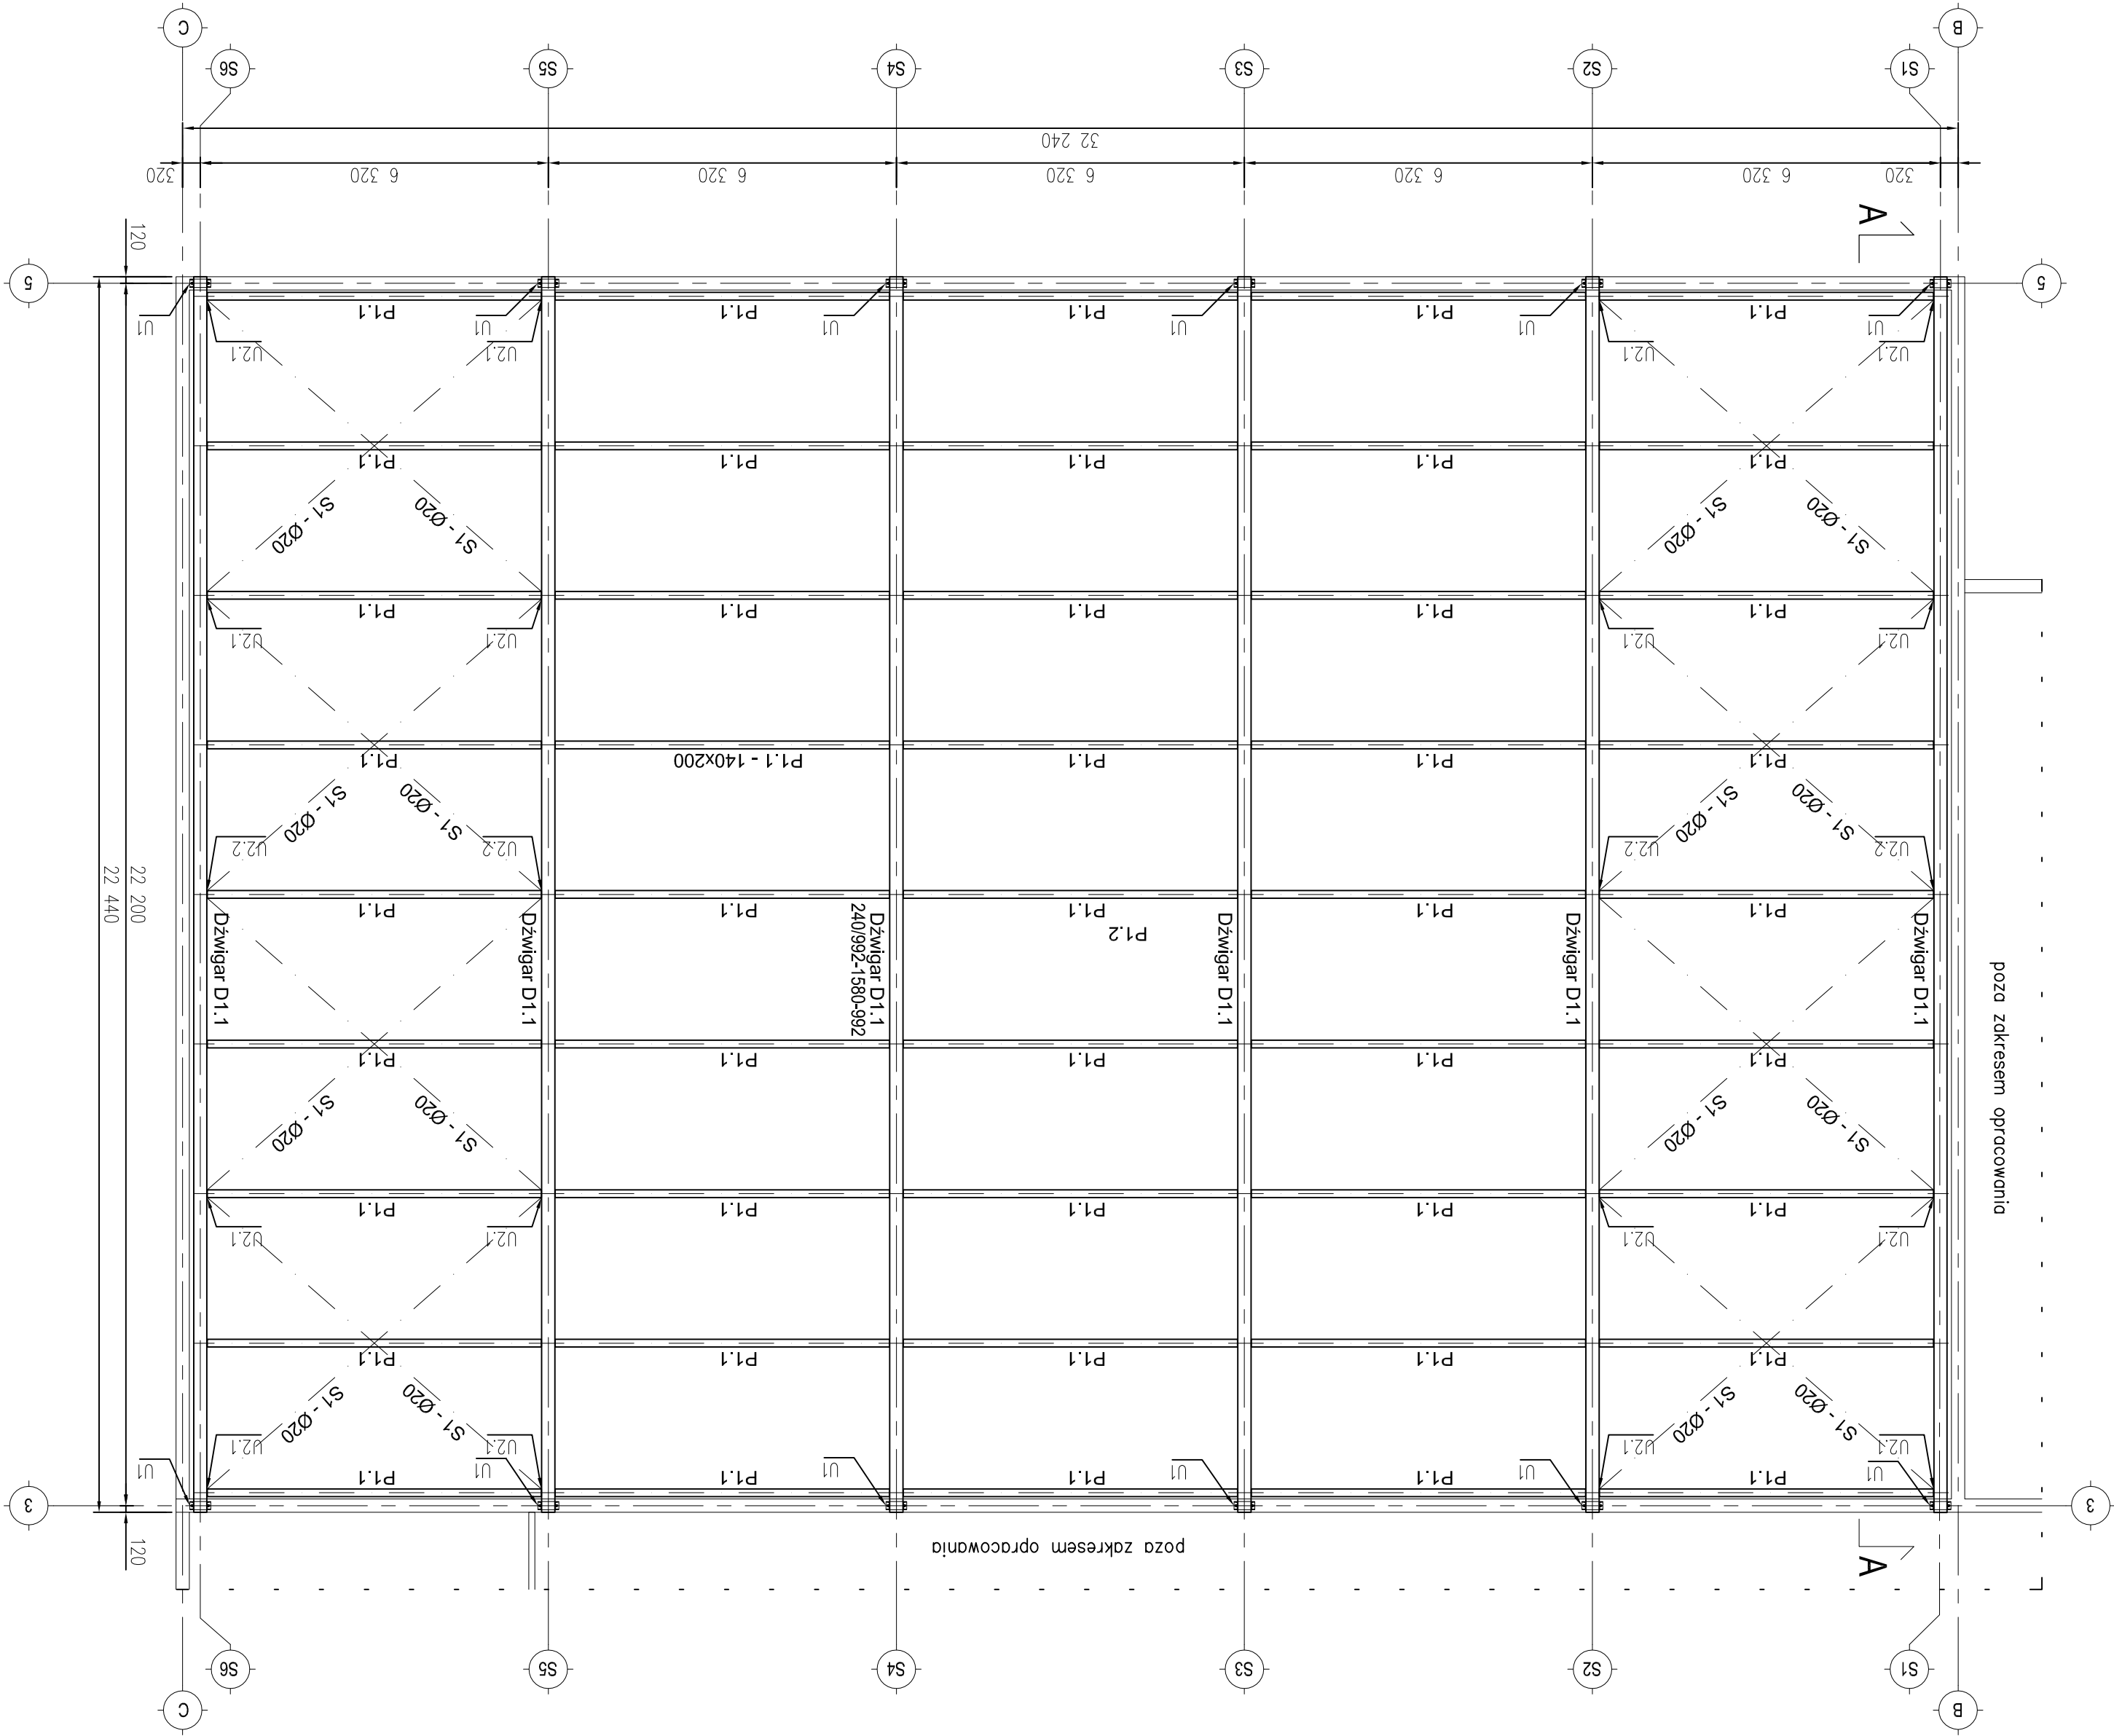 B C
S1 S2 S3 S4 S5 S6
A poza zakresem opracowania 120
3 3
U1 U1 U1 U1 U1 U1
P1.1 P1.1 P1.1 P1.1 P1.1
U2.1 U2.1 U2.1 U2.1
S1 - Ø20 S1 - Ø20 S1 - Ø20 S1 - Ø20
P1.1 P1.1 P1.1 P1.1 P1.1
U2.1 U2.1 U2.1 U2.1
P1.1 P1.1 P1.1 P1.1 P1.1
S1 - Ø20 S1 - Ø20 S1 - Ø20 S1 - Ø20
P1.1 P1.1 P1.1 P1.1 P1.1
poza zakresem opracowania
Dźwigar D1.1
Dźwigar D1.1
Dźwigar D1.1
P1.2
Dźwigar D1.1
240/992-1580-992
Dźwigar D1.1
Dźwigar D1.1
P1.1 P1.1 P1.1 P1.1 P1.1
22 200
22 440
U2.2 U2.2 U2.2 U2.2
S1 - Ø20 S1 - Ø20 S1 - Ø20 S1 - Ø20
P1.1 P1.1 P1.1 P1.1 - 140x200 P1.1
U2.1 U2.1 U2.1 U2.1
P1.1 P1.1 P1.1 P1.1 P1.1
S1 - Ø20 S1 - Ø20 S1 - Ø20 S1 - Ø20
P1.1 P1.1 P1.1 P1.1 P1.1
U2.1 U2.1 U2.1 U2.1
U1 U1 U1 U1 U1 U1
P1.1 P1.1 P1.1 P1.1 P1.1
5 5
A 120
320 6 320 6 320 6 320 6 320 6 320 320
32 240
S1 S2 S3 S4 S5 S6
B C